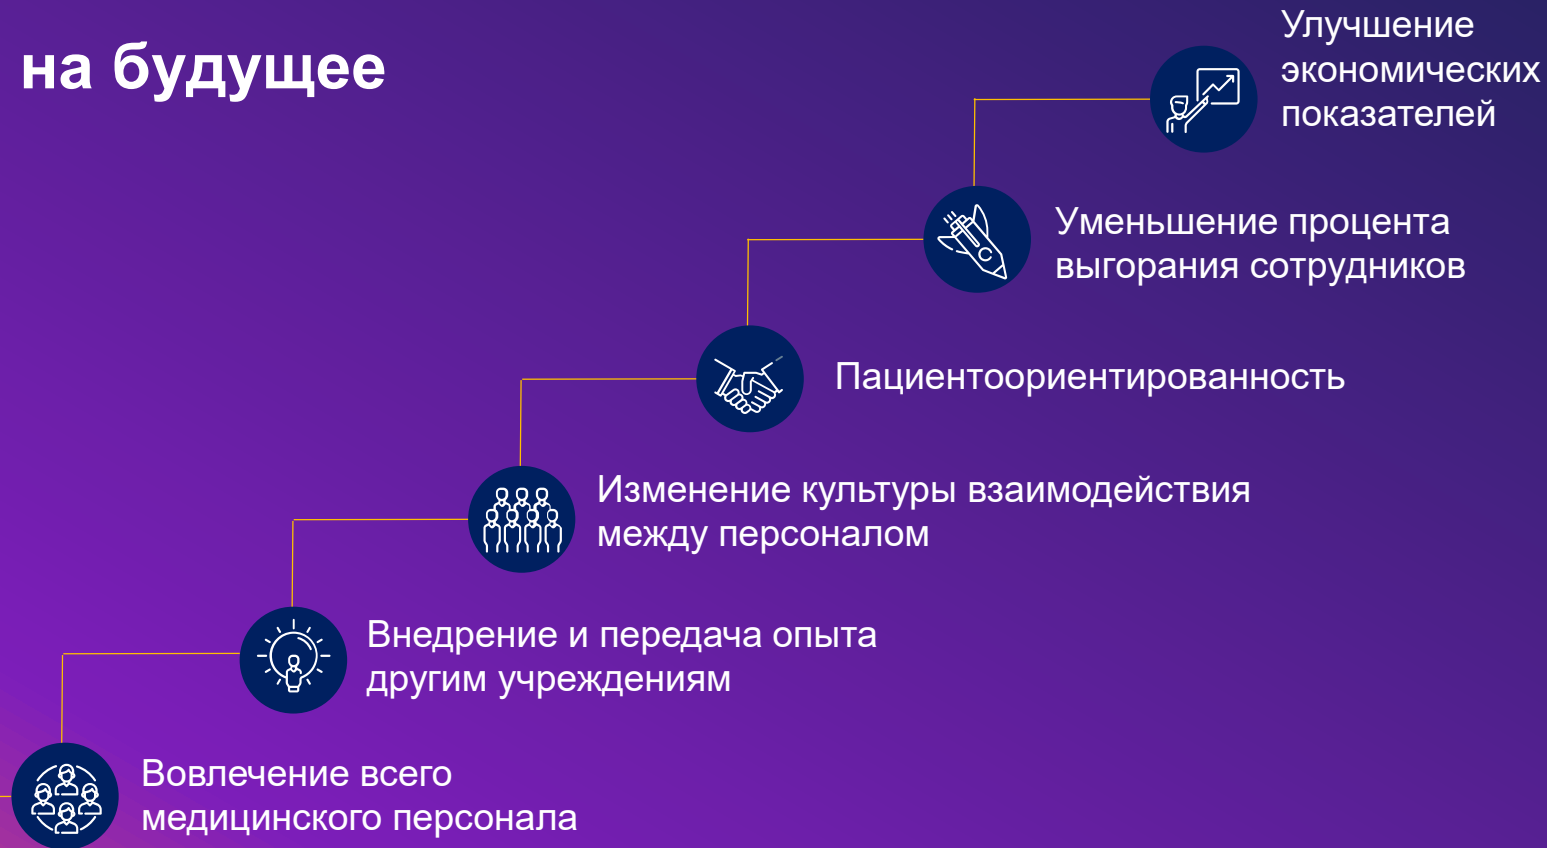 на будущее
Улучшение
экономических
показателей
Уменьшение процента
выгорания сотрудников
Пациентоориентированность
Изменение культуры взаимодействия
между персоналом
Внедрение и передача опыта
другим учреждениям
Вовлечение всего
медицинского персонала